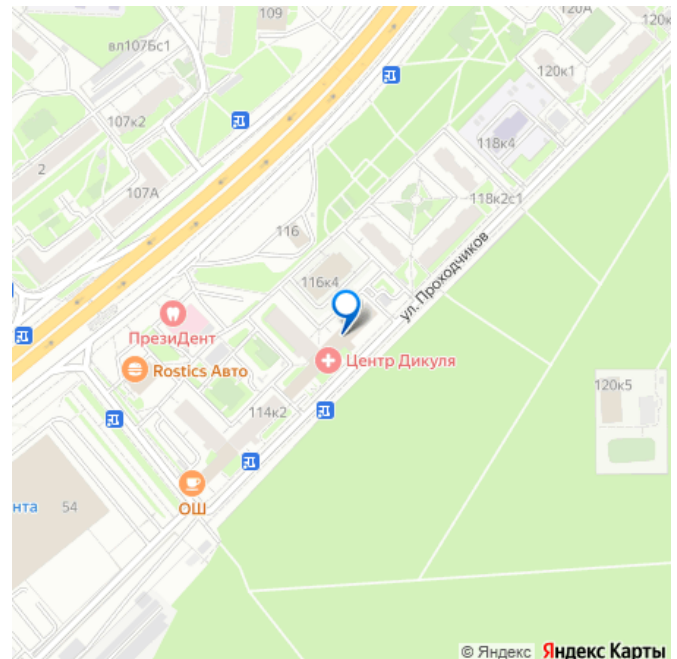 109
120А
120к
вл107Бс1
120к1
107к2
118к4
2
107А
118к2с1
116
ул. Проходчиков
116к4
ПрезиДент
Центр Дикуля
Rostics Авто
120к5
114к2
нта
54
ОШ
© Яндекс Яндекс Карты